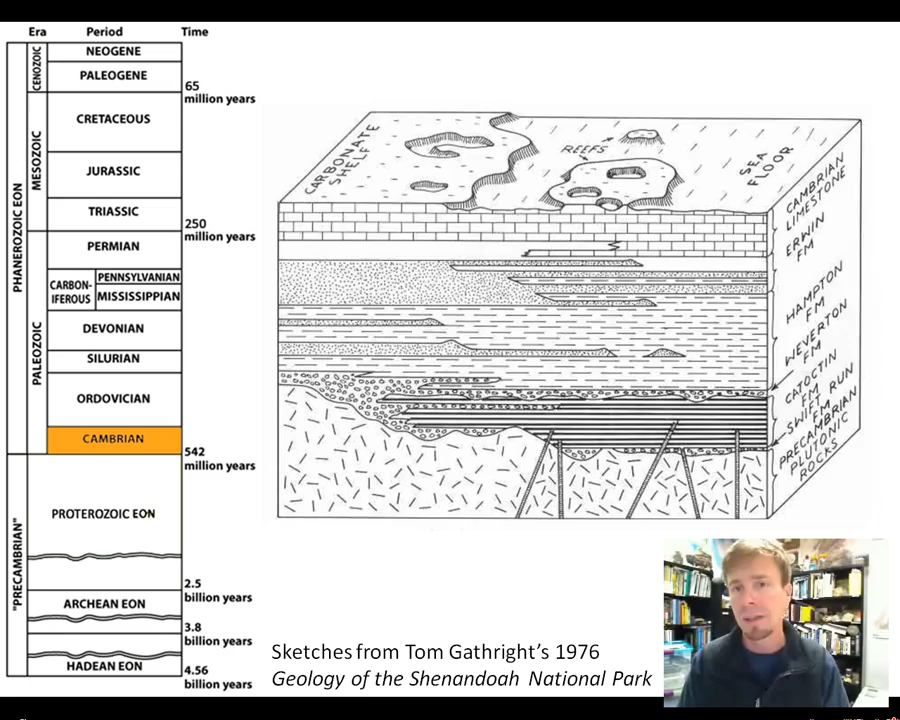 Era Period Time
NEOGENE
CENOZOIC
PALEOGENE
65
million years
CRETACEOUS
MESOZOIC
JURASSIC
TRIASSIC
250
million years
PHANEROZOIC EON
PERMIAN
PENNSYLVANIAN
CARBON-
IFEROUS
MISSISSIPPIAN
DEVONIAN
PALEOZOIC
SILURIAN
ORDOVICIAN
CAMBRIAN
542
million years
PROTEROZOIC EON
"PRECAMBRIAN"
2.5
billion years
ARCHEAN EON
3.8
billion years
HADEAN EON
4.56
billion years
CARBONATE
SHELF
REEFS
SEA
FLOOR
CAMBRIAN
LIMESTONE
ERWIN
FM
HAMPTON
FM
WEVERTON
FM
CATOCTIN
FM
SWIFT RUN
FM
PRECAMBRIAN
PLUTONIC
ROCKS
Sketches from Tom Gathright's 1976
Geology of the Shenandoah National Park